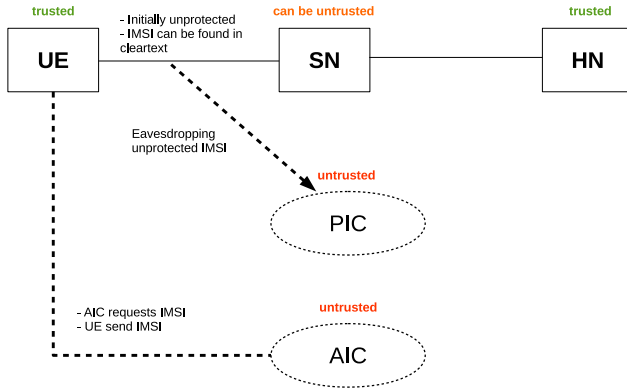 trusted
- Initially unprotected
- IMSI can be found in
cleartext
can be untrusted
trusted
UE
SN
HN
Eavesdropping
unprotected IMSI
untrusted
PIC
- AIC requests IMSI
- UE send IMSI
untrusted
AIC